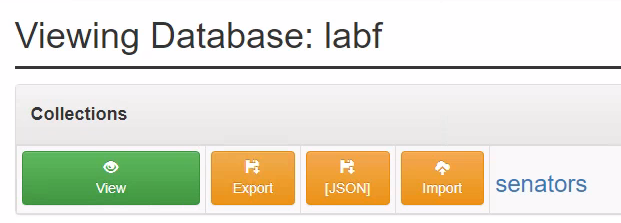 Viewing Database: labf
Collections
View Export [JSON] Import senators